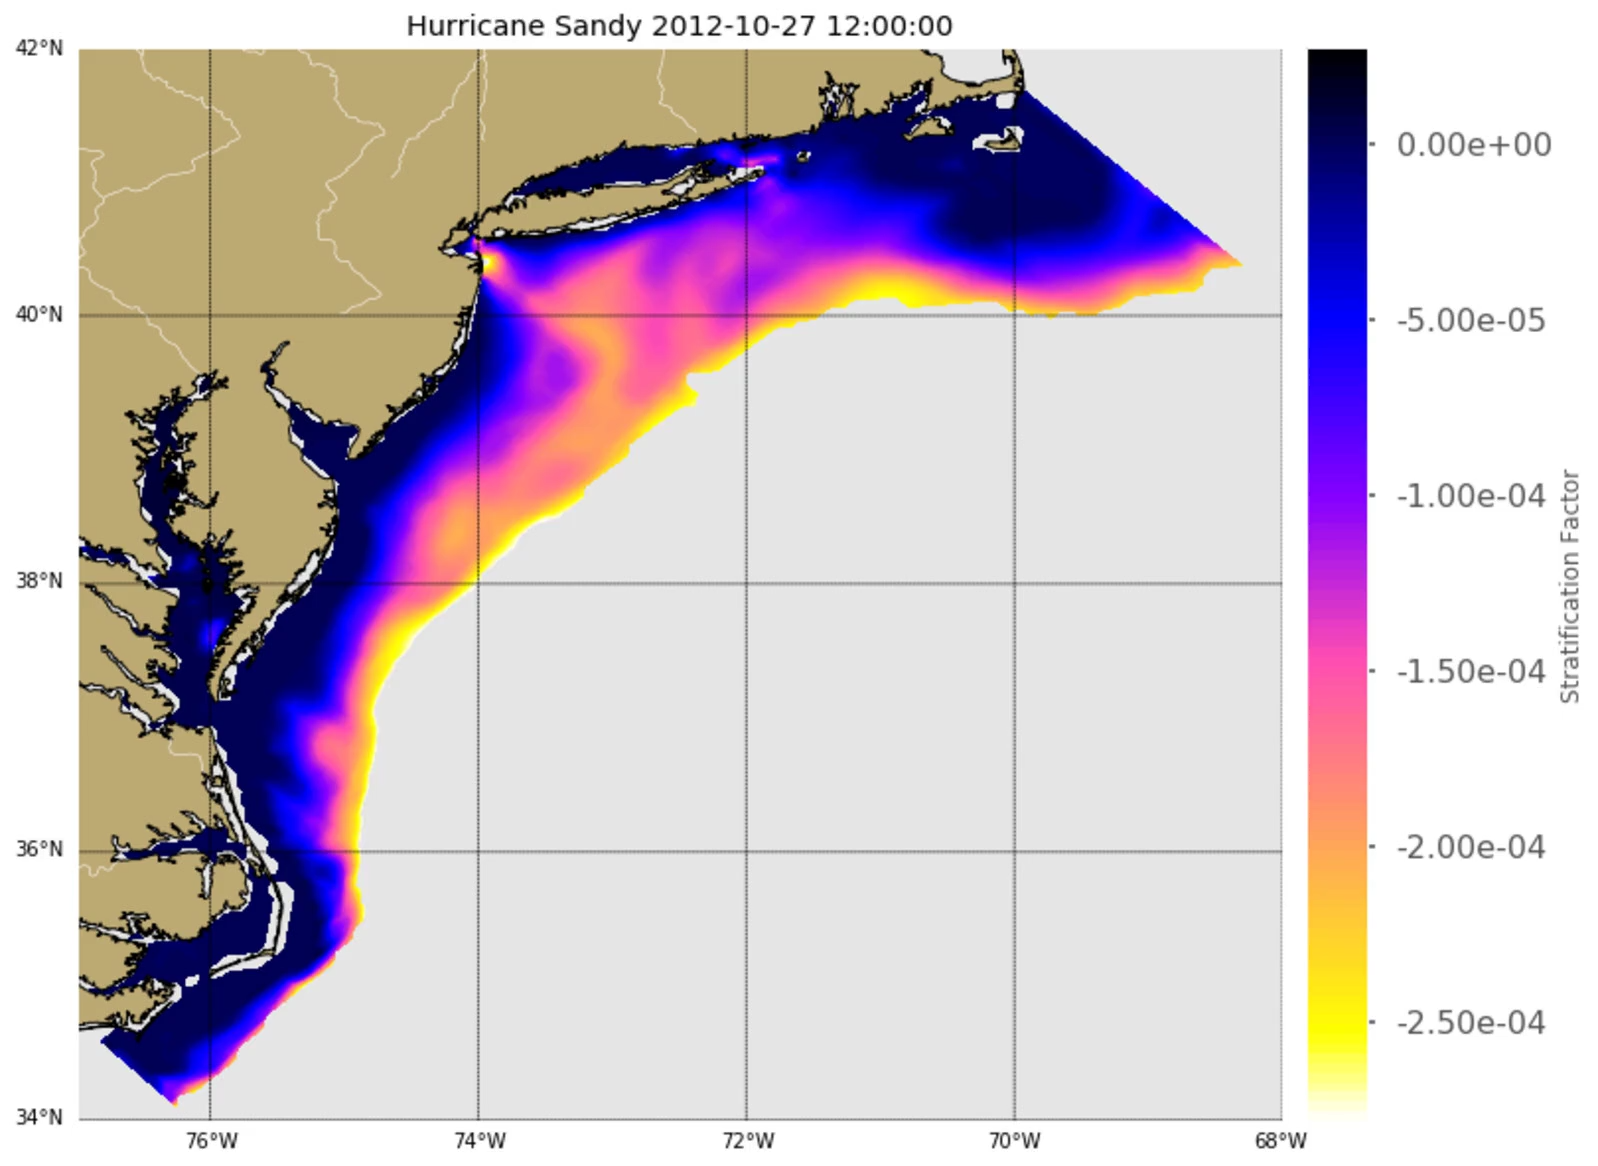 Hurricane Sandy 2012-10-27 12:00:00
42°N
40°N
38°N
36°N
34°N
76°W
74°W
72°W
70°W
68°W
0.00e+00
-5.00e-05
-1.00e-04
-1.50e-04
-2.00e-04
-2.50e-04
Stratification Factor